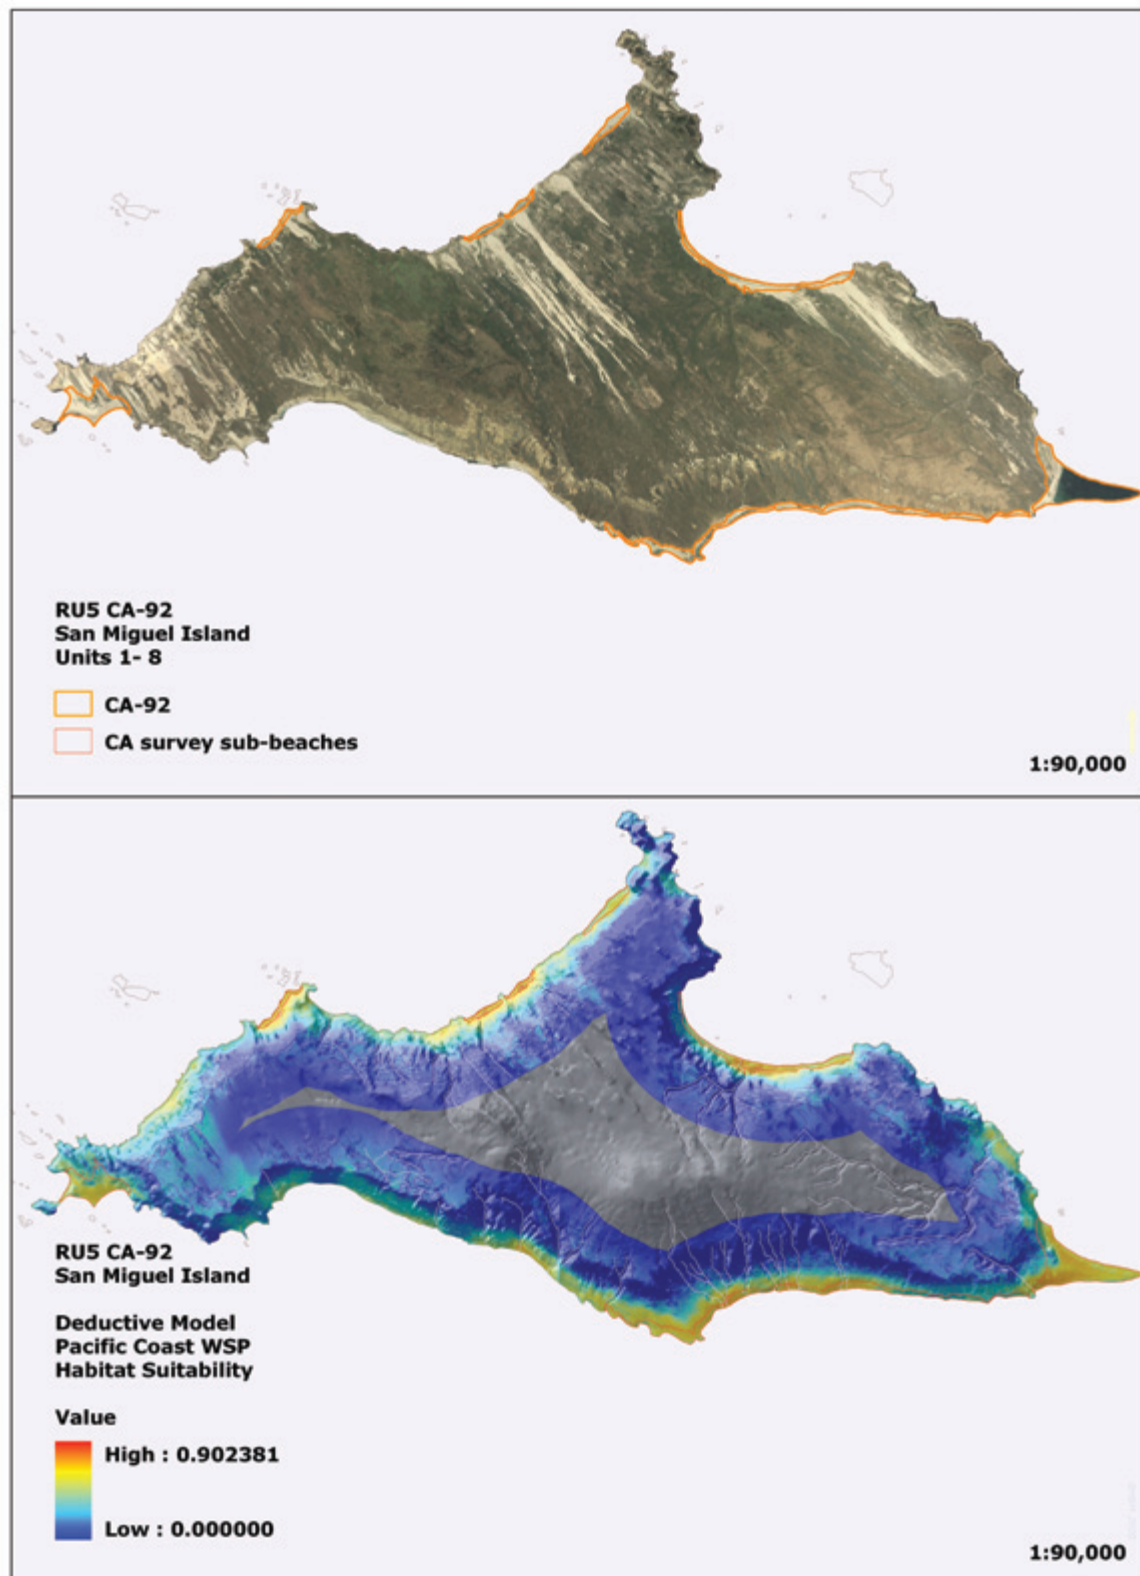 RU5 CA-92
San Miguel Island
Units 1- 8
CA-92
CA survey sub-beaches
1:90,000
RU5 CA-92
San Miguel Island
Deductive Model
Pacific Coast WSP
Habitat Suitability
Value
High : 0.902381
Low : 0.000000
1:90,000